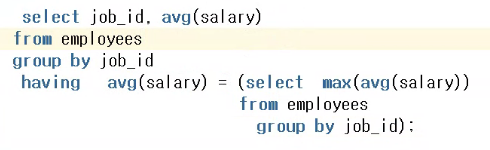 select job_id, avg(salary)
from employees
group by job_id
having avg(salary) = (select max(avg(salary))
from employees
group by job_id);